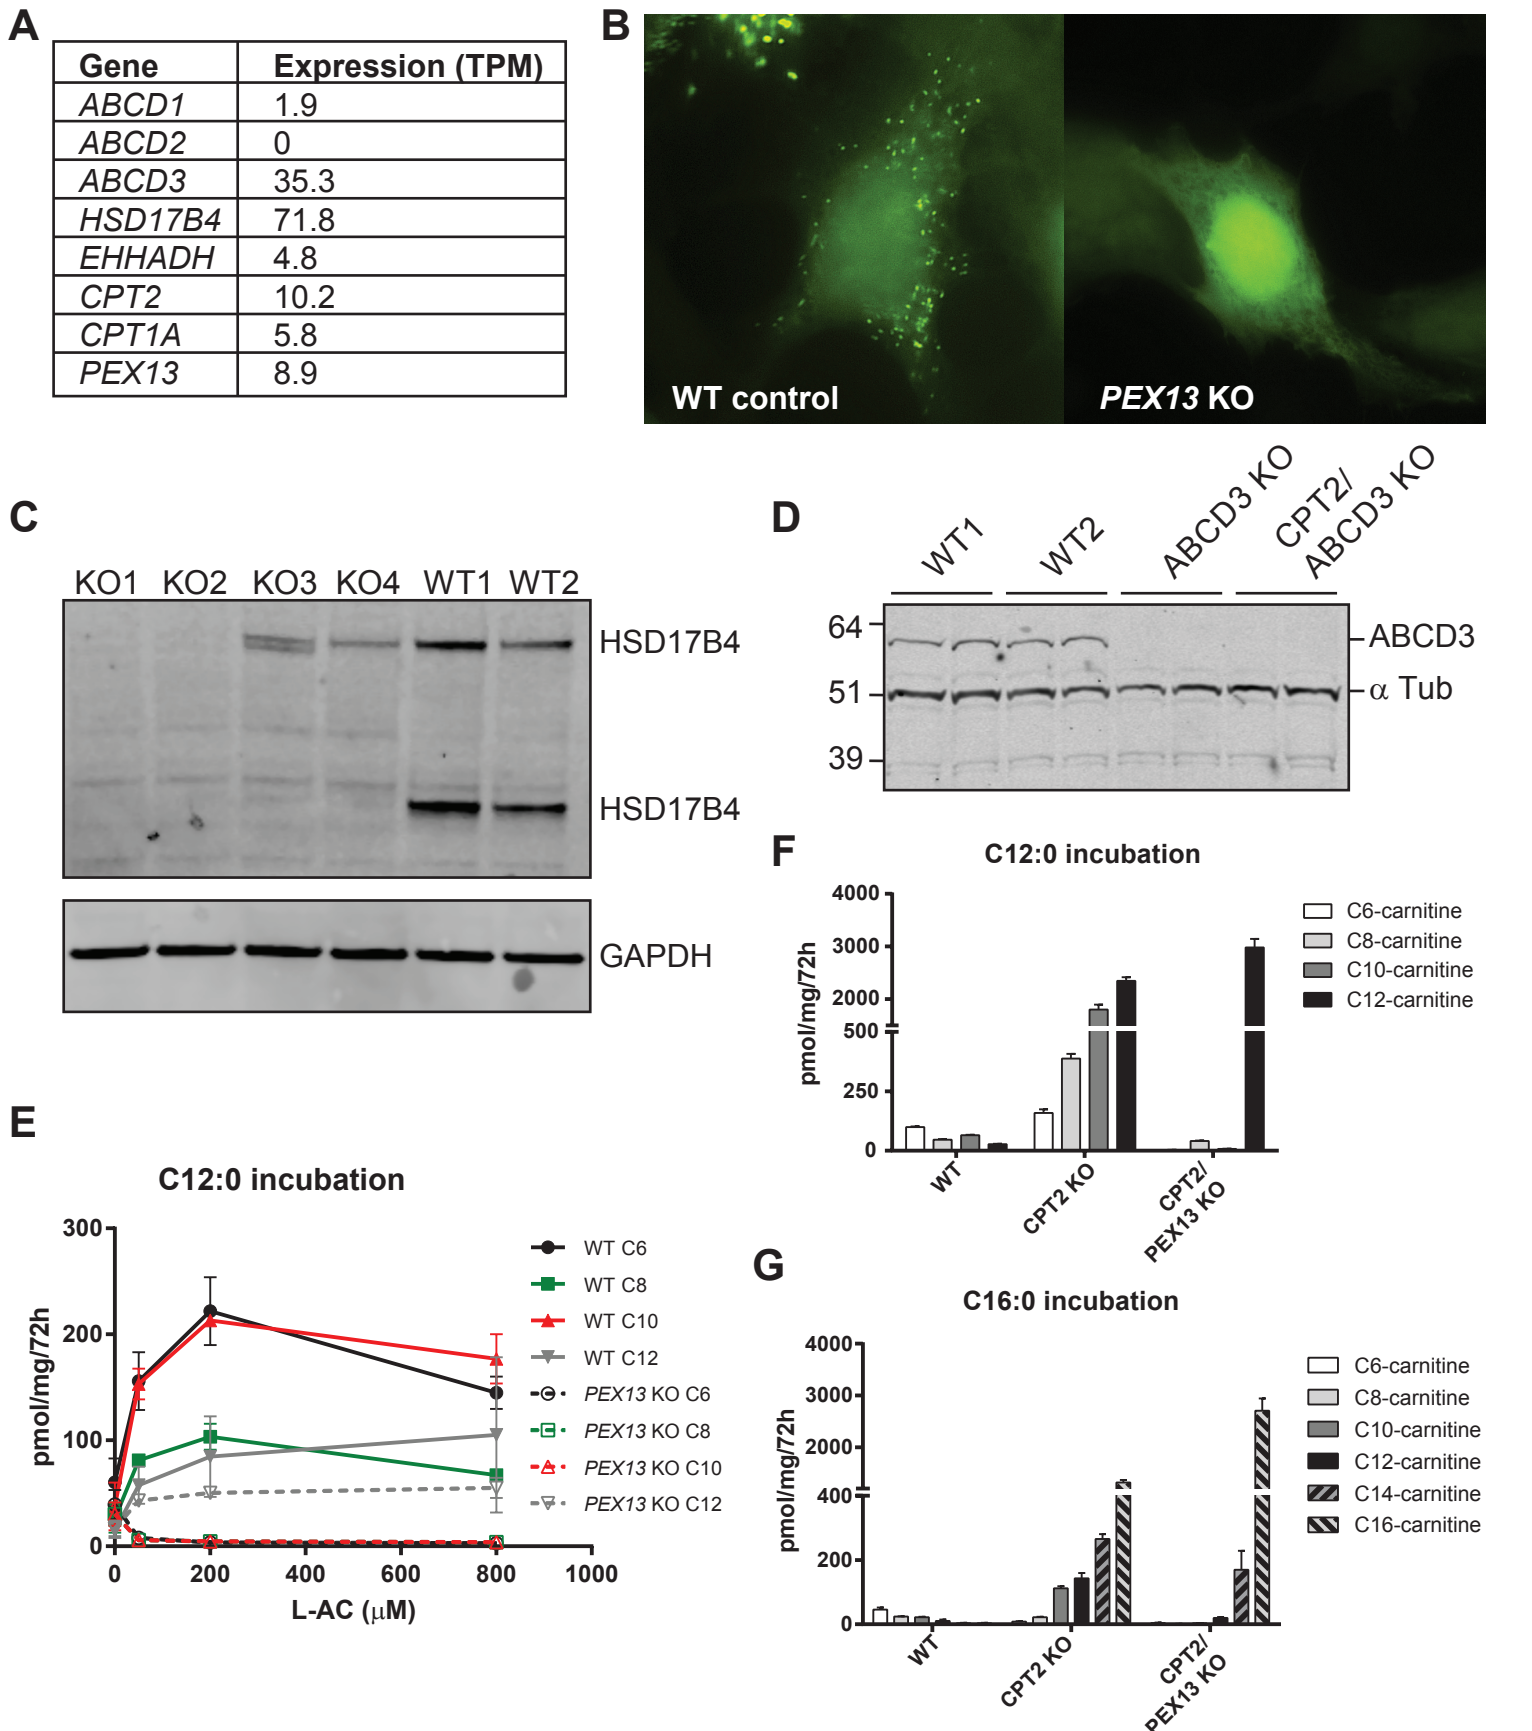 A
Gene Expression (TPM)
ABCD1 1.9
ABCD2 0
ABCD3 35.3
HSD17B4 71.8
EHHADH 4.8
CPT2 10.2
CPT1A 5.8
PEX13 8.9
B
WT control
PEX13 KO
C
KO1 KO2 KO3 KO4 WT1 WT2
HSD17B4
HSD17B4
GAPDH
D
WT1
WT2
ABCD3 KO
CPT2/
ABCD3 KO
64
51
39
ABCD3
α Tub
E
C12:0 incubation
pmol/mg/72h
300
200
100
0
0 200 400 600 800 1000
L-AC (μM)
WT C6
WT C8
WT C10
WT C12
PEX13 KO C6
PEX13 KO C8
PEX13 KO C10
PEX13 KO C12
F
C12:0 incubation
pmol/mg/72h
4000
3000
2000
500
250
0
WT
CPT2 KO
CPT2/
PEX13 KO
C6-carnitine
C8-carnitine
C10-carnitine
C12-carnitine
G
C16:0 incubation
pmol/mg/72h
4000
3000
2000
400
200
0
WT
CPT2 KO
CPT2/
PEX13 KO
C6-carnitine
C8-carnitine
C10-carnitine
C12-carnitine
C14-carnitine
C16-carnitine